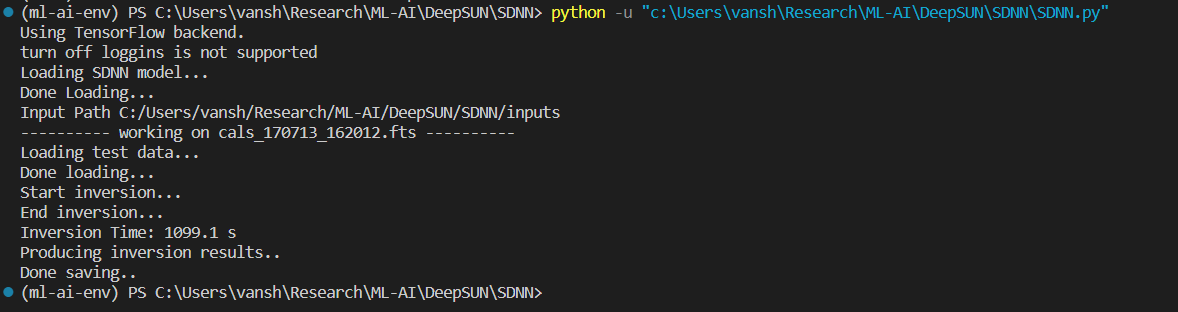 (ml-ai-env) PS C:\Users\vansh\Research\ML-AI\DeepSUN\SDNN> python -u "c:\Users\vansh\Research\ML-AI\DeepSUN\SDNN\SDNN.py"
Using TensorFlow backend.
turn off loggins is not supported
Loading SDNN model...
Done Loading...
Input Path C:/Users/vansh/Research/ML-AI/DeepSUN/SDNN/inputs
---------- working on cals_170713_162012.fts ----------
Loading test data...
Done loading...
Start inversion...
End inversion...
Inversion Time: 1099.1 s
Producing inversion results..
Done saving..
(ml-ai-env) PS C:\Users\vansh\Research\ML-AI\DeepSUN\SDNN>